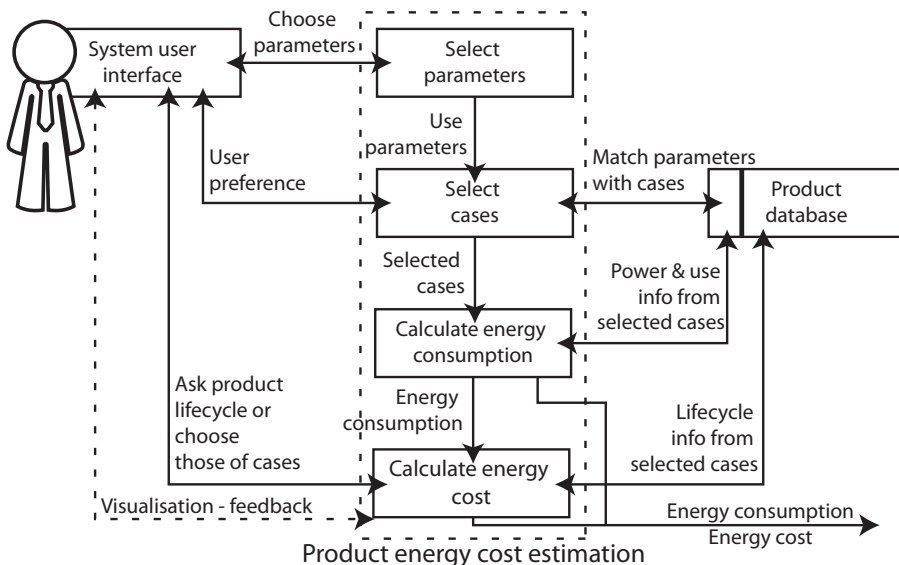 Choose
parameters
System user
interface
Select
parameters
Use
parameters
User
preference
Match parameters
with cases
Select
cases
Product
database
Selected
cases
Power & use
info from
selected cases
Calculate energy
consumption
Ask product
lifecycle or
choose
those of cases
Energy
consumption
Lifecycle
info from
selected cases
Calculate energy
cost
Visualisation - feedback
Energy consumption
Energy cost
Product energy cost estimation